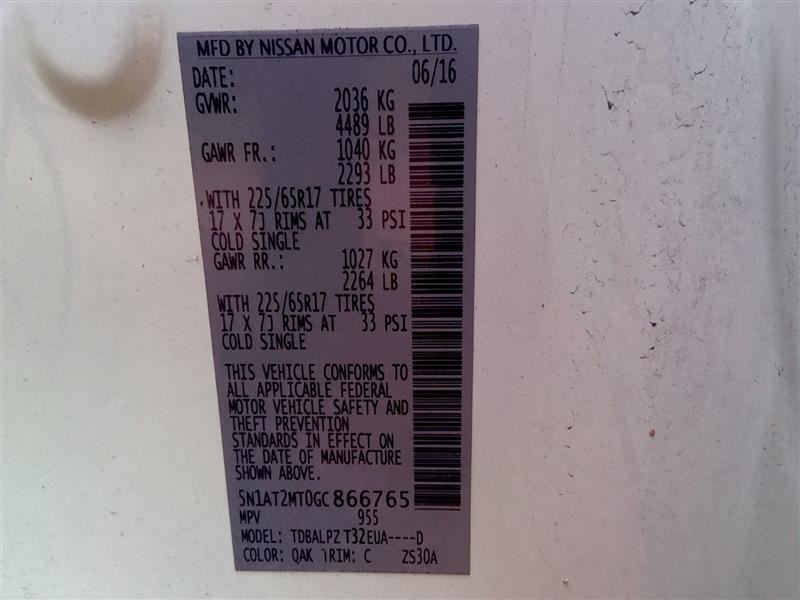 MFD BY NISSAN MOTOR CO., LTD.
DATE: 06/16
GVWR: 2036 KG
4489 LB
GAWR FR.: 1040 KG
2293 LB
WITH 225/65R17 TIRES
17 X 7J RIMS AT 33 PSI
COLD SINGLE
GAWR RR.: 1027 KG
2264 LB
WITH 225/65R17 TIRES
17 X 7J RIMS AT 33 PSI
COLD SINGLE
THIS VEHICLE CONFORMS TO
ALL APPLICABLE FEDERAL
MOTOR VEHICLE SAFETY AND
THEFT PREVENTION
STANDARDS IN EFFECT ON
THE DATE OF MANUFACTURE
SHOWN ABOVE.
5N1AT2MT0GC866765
MPV 955
MODEL: TDBALPZ T32EUA----D
COLOR: QAK TRIM: C ZS30A